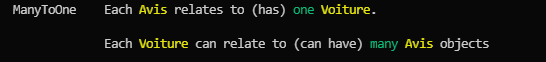 ManyToOne    Each Avis relates to (has) one Voiture.
Each Voiture can relate to (can have) many Avis objects